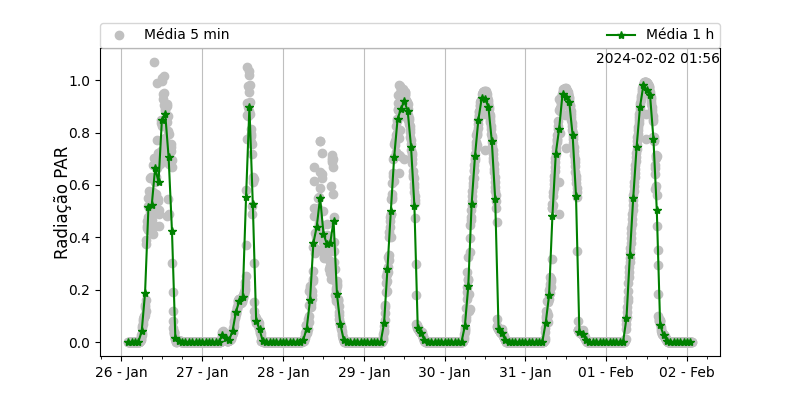 Média 5 min
Média 1 h
2024-02-02 01:56
Radiação PAR
1.0
0.8
0.6
0.4
0.2
0.0
26 - Jan
27 - Jan
28 - Jan
29 - Jan
30 - Jan
31 - Jan
01 - Feb
02 - Feb